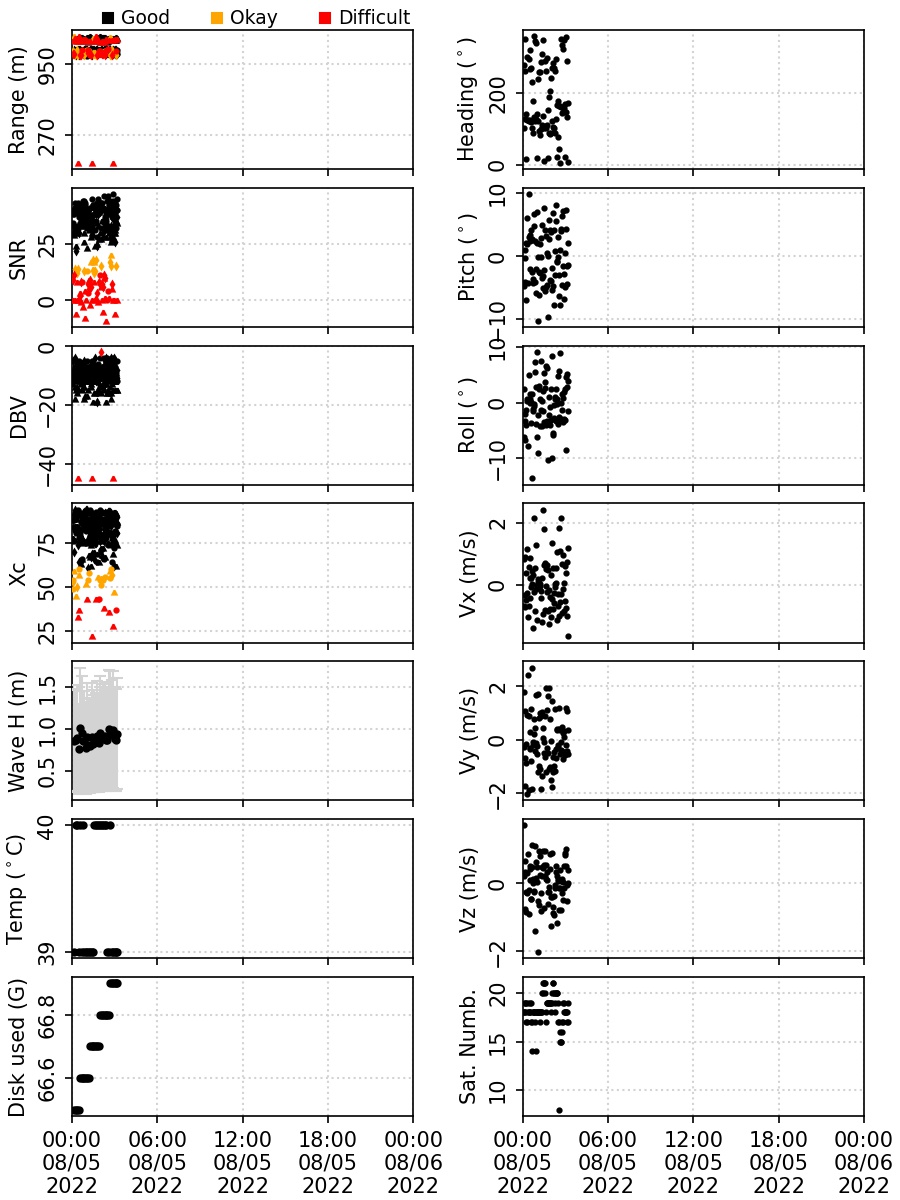 Good Okay Difficult
Range (m)
950
270
Heading (°)
200
0
SNR
25
0
Pitch (°)
10
0
−10
DBV
0
−20
−40
Roll (°)
10
0
−10
Xc
75
50
25
Vx (m/s)
2
0
Wave H (m)
1.5
1.0
0.5
Vy (m/s)
2
0
−2
Temp (°C)
40
39
Vz (m/s)
0
−2
Disk used (G)
66.8
66.6
Sat. Numb.
20
15
10
00:00 06:00 12:00 18:00 00:00
08/05 08/05 08/05 08/05 08/06
2022 2022 2022 2022 2022
00:00 06:00 12:00 18:00 00:00
08/05 08/05 08/05 08/05 08/06
2022 2022 2022 2022 2022